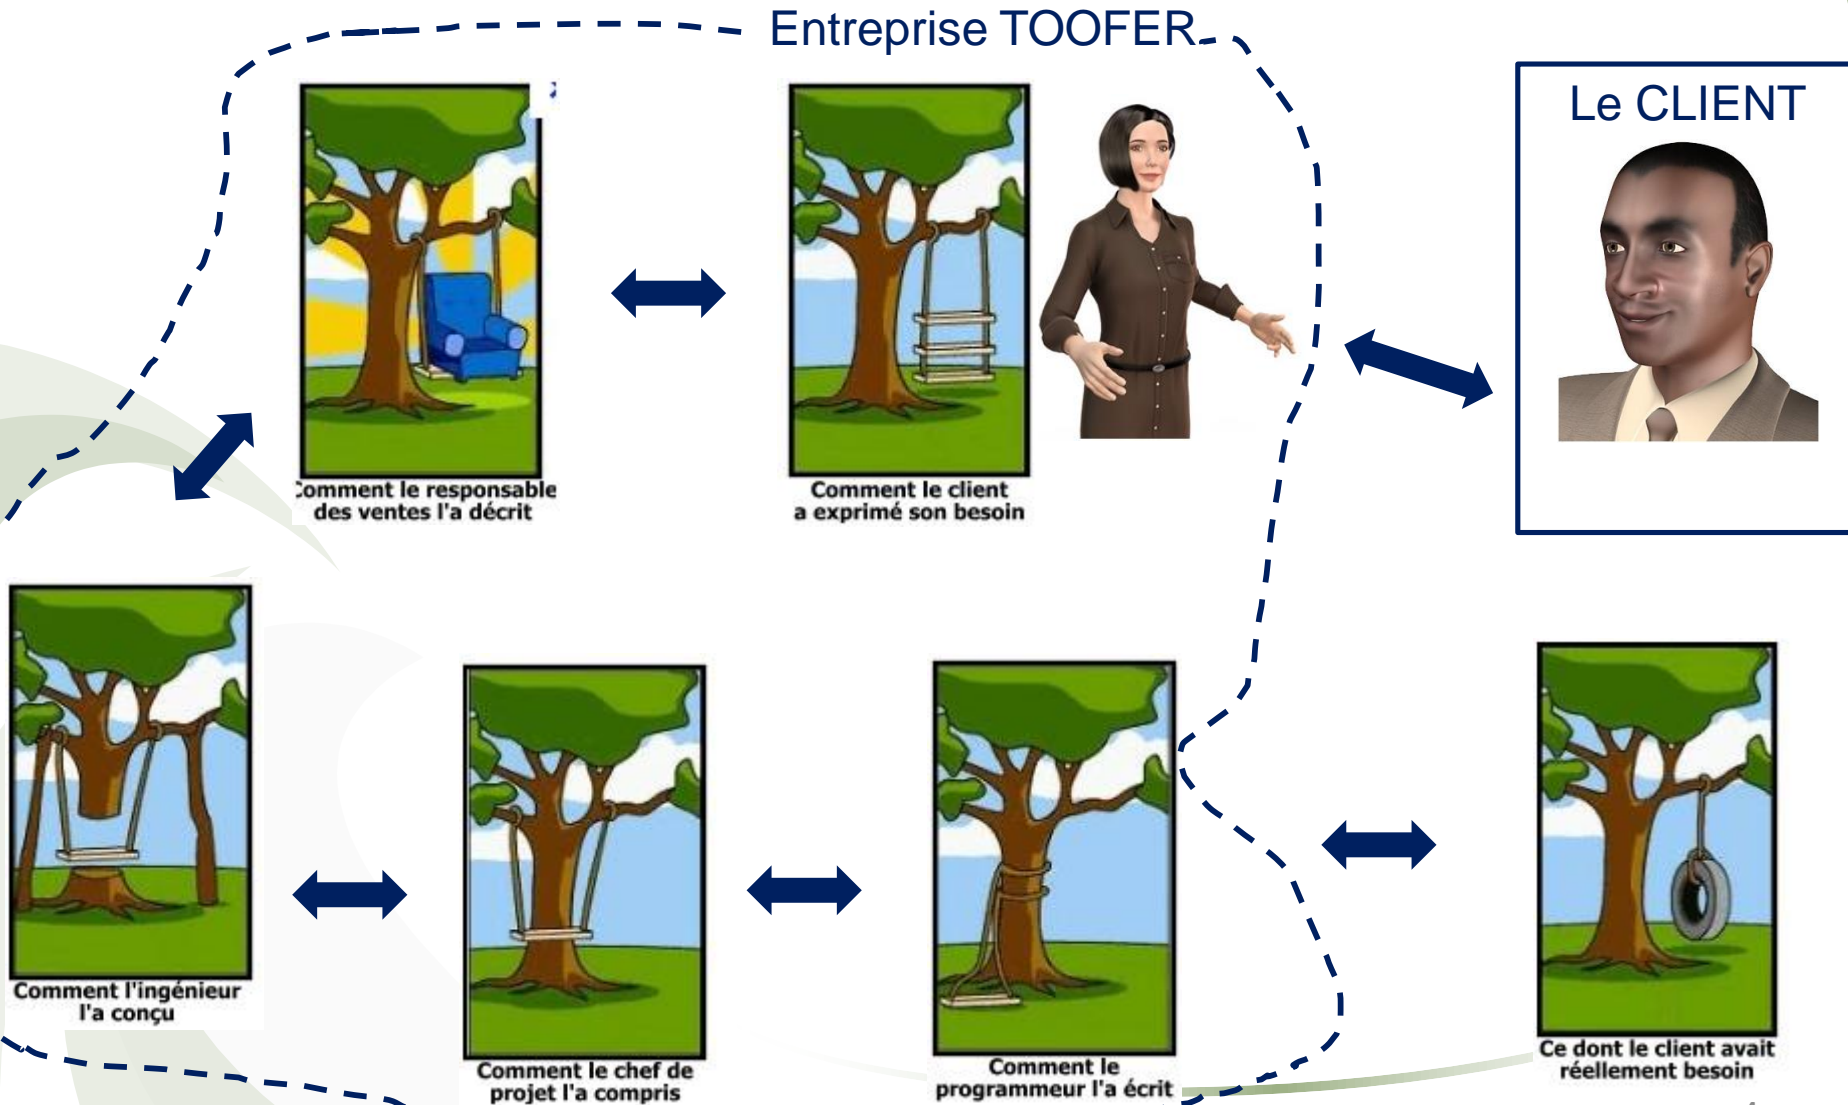 Entreprise TOOFER
Le CLIENT
Comment le responsable
des ventes l'a décrit
Comment le client
a exprimé son besoin
Comment l'ingénieur
l'a conçu
Comment le chef de
projet l'a compris
Comment le
programmeur l'a écrit
Ce dont le client avait
réellement besoin